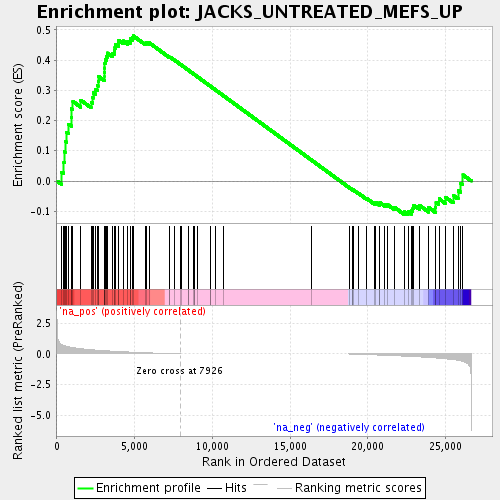 Enrichment plot: JACKS_UNTREATED_MEFS_UP
Enrichment score (ES)
0.5
0.4
0.3
0.2
0.1
0.0
-0.1
'na_pos' (positively correlated)
Ranked list metric (PreRanked)
2.5
0.0
-2.5
-5.0
Zero cross at 7926
'na_neg' (negatively correlated)
0 5,000 10,000 15,000 20,000 25,000
Rank in Ordered Dataset
Enrichment profile Hits Ranking metric scores